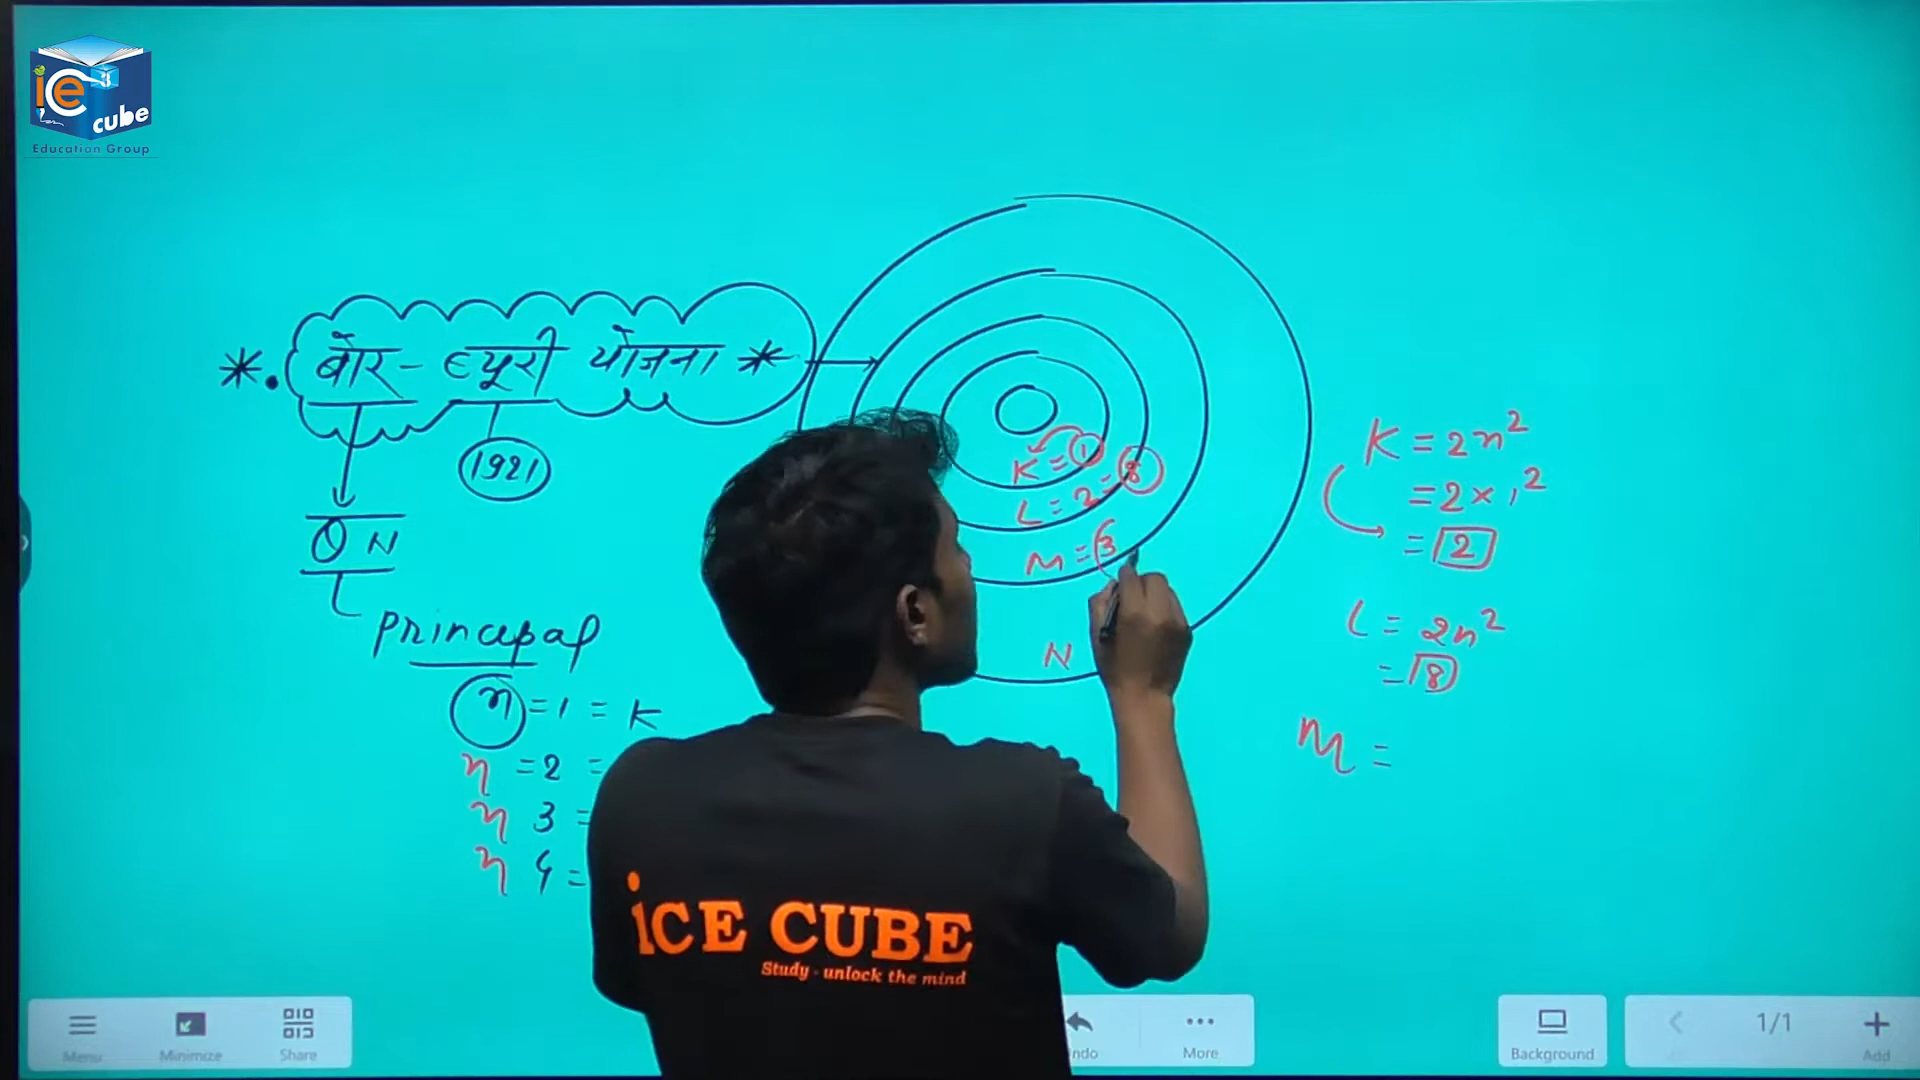 ice cube
Education Group
*. बोर-ब्यूरी योजना *
1921
Q N
principal
n = 1 = K
n = 2 =
n 3 =
n 4 =
K = 1
L = 2 = 8
M = 3
N
K = 2n²
= 2 × 1²
= 2
L = 2n²
= 8
M =
iCE CUBE
Study - unlock the mind
Menu
Minimize
Share
ndo
More
Background
1/1
Add